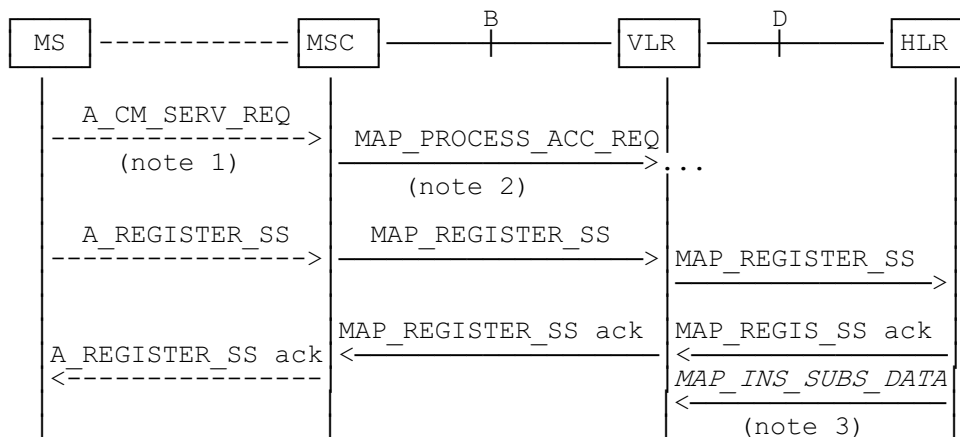 B D
MS MSC VLR HLR
A_CM_SERV_REQ
MAP_PROCESS_ACC_REQ
(note 1) ...
(note 2)
A_REGISTER_SS MAP_REGISTER_SS
MAP_REGISTER_SS
MAP_REGISTER_SS ack MAP_REGIS_SS ack
A_REGISTER_SS ack
MAP_INS_SUBS_DATA
(note 3)